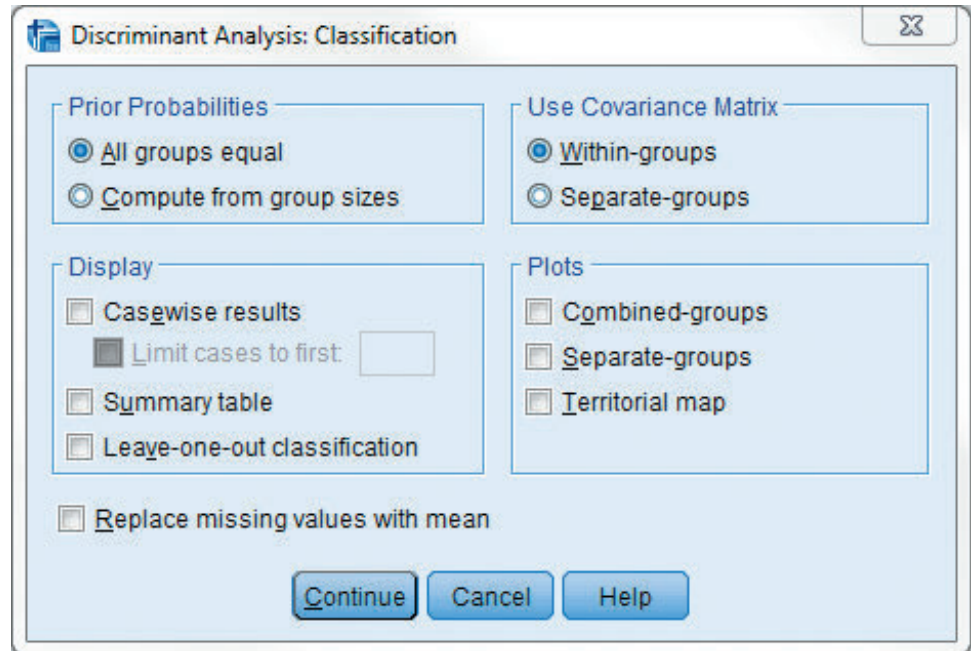 Discriminant Analysis: Classification
Prior Probabilities
All groups equal
Compute from group sizes
Use Covariance Matrix
Within-groups
Separate-groups
Display
Casewise results
Limit cases to first:
Summary table
Leave-one-out classification
Plots
Combined-groups
Separate-groups
Territorial map
Replace missing values with mean
Continue Cancel Help